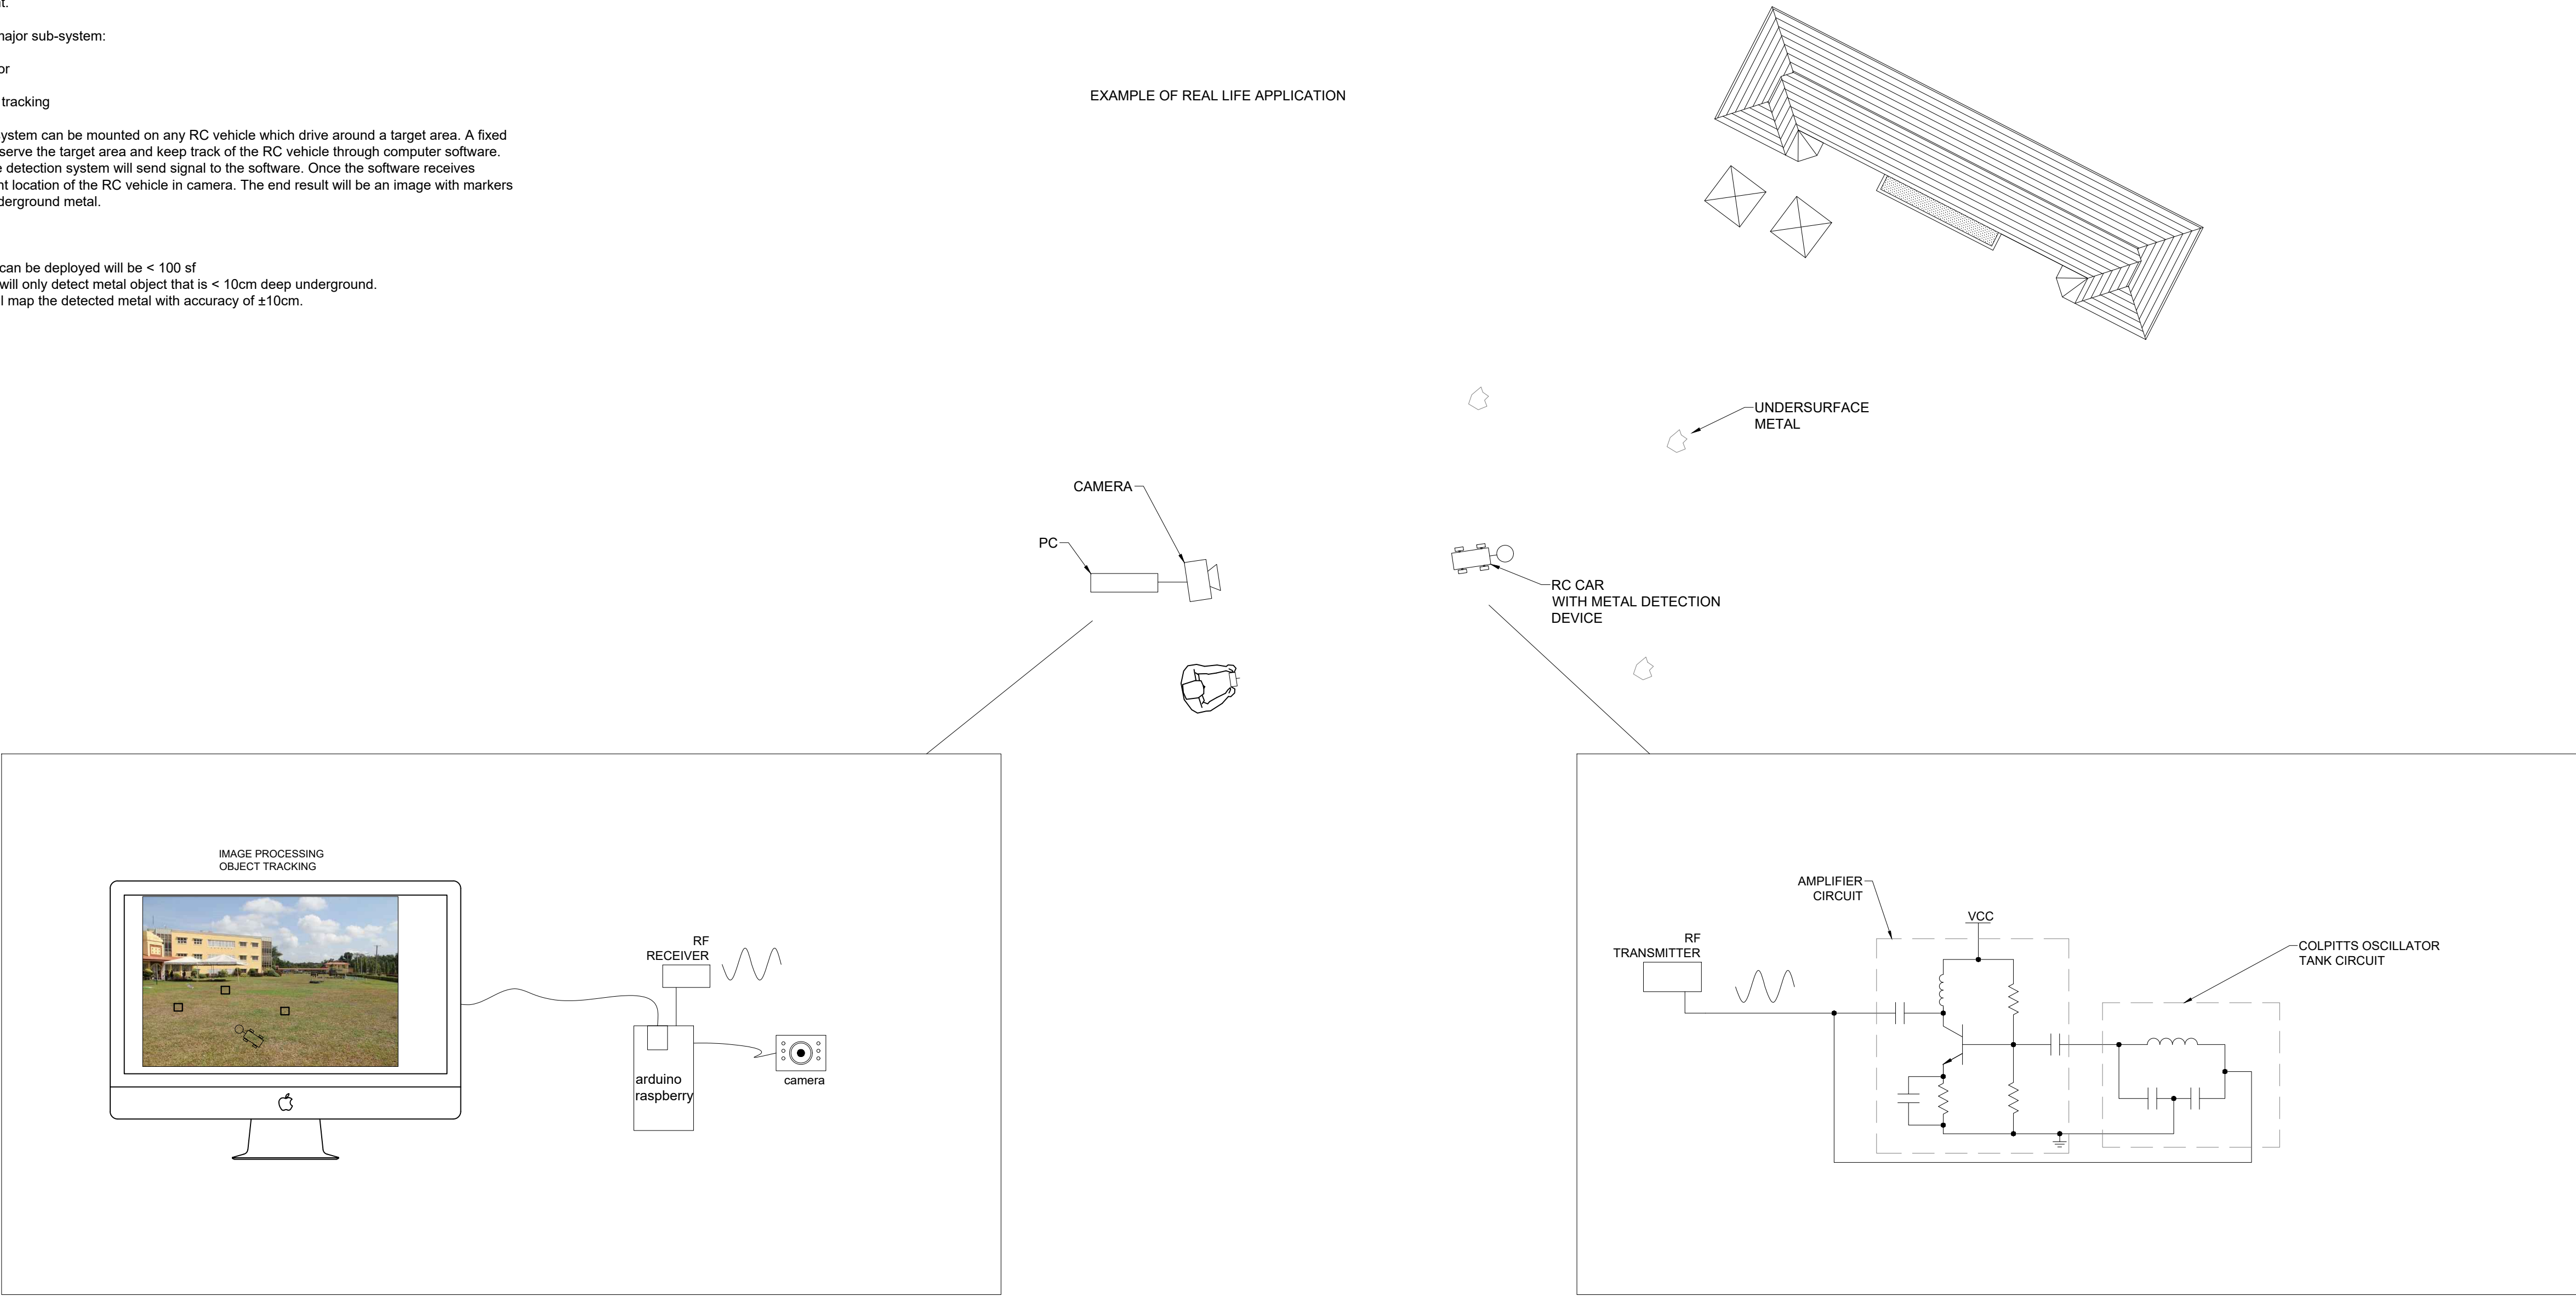 major sub-system:
or
tracking
system can be mounted on any RC vehicle which drive around a target area. A fixed
serve the target area and keep track of the RC vehicle through computer software.
e detection system will send signal to the software. Once the software receives
nt location of the RC vehicle in camera. The end result will be an image with markers
derground metal.
can be deployed will be < 100 sf
will only detect metal object that is < 10cm deep underground.
l map the detected metal with accuracy of ±10cm.
EXAMPLE OF REAL LIFE APPLICATION
UNDERSURFACE
METAL
CAMERA
PC
RC CAR
WITH METAL DETECTION
DEVICE
IMAGE PROCESSING
OBJECT TRACKING
RF
RECEIVER
arduino
raspberry
camera
AMPLIFIER
CIRCUIT
VCC
RF
TRANSMITTER
COLPITTS OSCILLATOR
TANK CIRCUIT